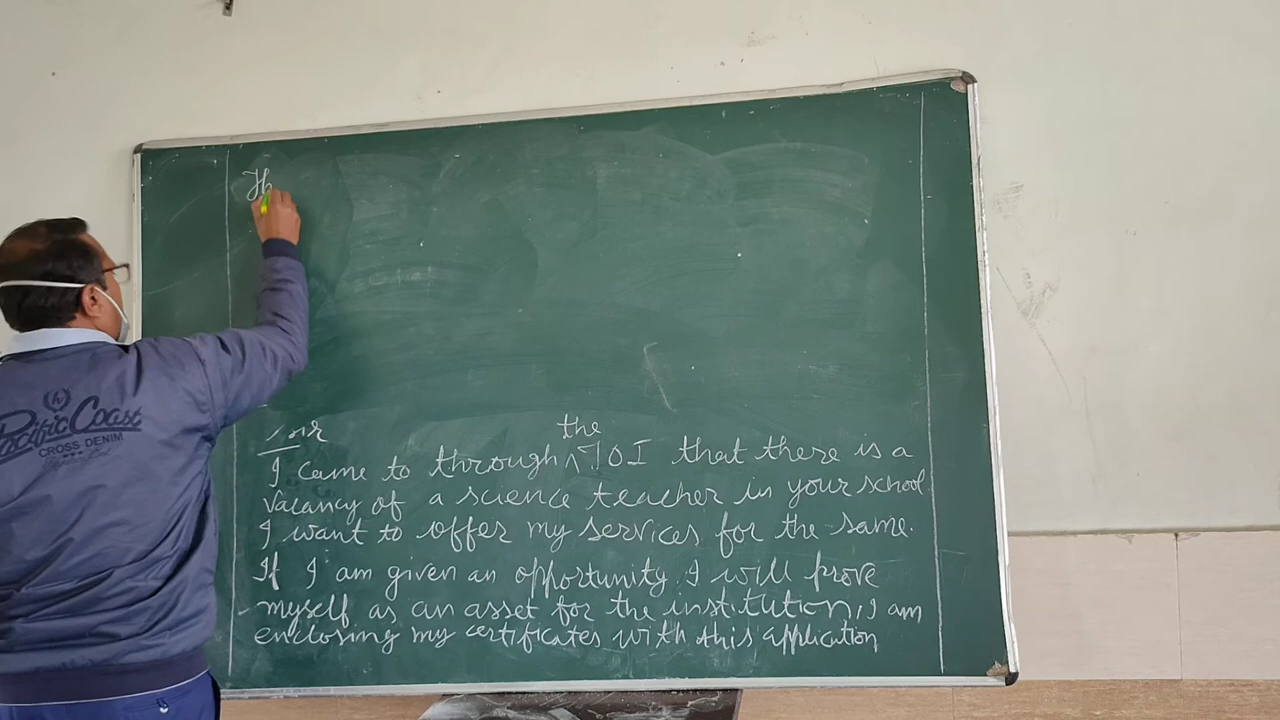 Th
Sir
the
I came to through ^ TOI that there is a
vacancy of a science teacher in your school
I want to offer my services for the same.
If I am given an opportunity, I will prove
myself as an asset for the institution, I am
enclosing my certificates with this application
Pacific Coast
CROSS DENIM